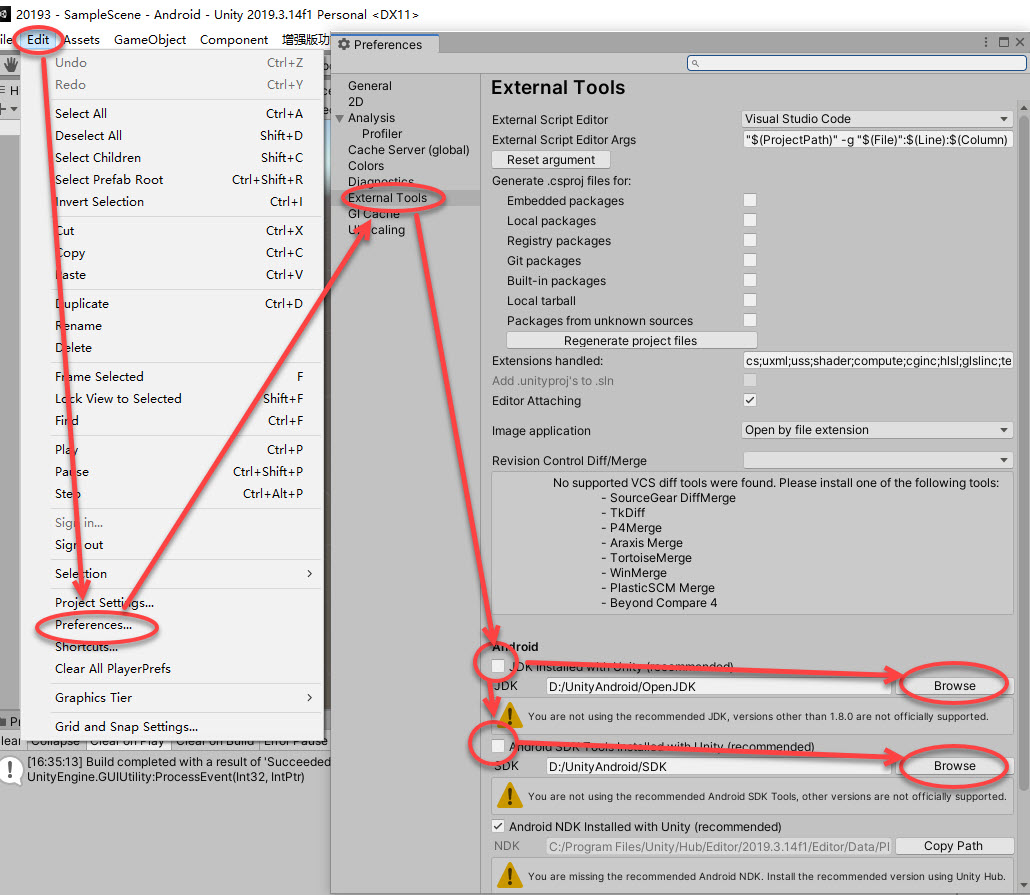 20193 - SampleScene - Android - Unity 2019.3.14f1 Personal <DX11>
ile Edit Assets GameObject Component 增强版功
Undo Ctrl+Z
Redo Ctrl+Y
Select All Ctrl+A
Deselect All Shift+D
Select Children Shift+C
Select Prefab Root Ctrl+Shift+R
Invert Selection Ctrl+I
Cut Ctrl+X
Copy Ctrl+C
Paste Ctrl+V
Duplicate Ctrl+D
Rename
Delete
Frame Selected F
Lock View to Selected Shift+F
Find Ctrl+F
Play Ctrl+P
Pause Ctrl+Shift+P
Step Ctrl+Alt+P
Sign in...
Sign out
Selection
Project Settings...
Preferences...
Shortcuts...
Clear All PlayerPrefs
Graphics Tier
Grid and Snap Settings...
lear Collapse Clear on Play Clear on Build Error Pause
[16:35:13] Build completed with a result of 'Succeeded
UnityEngine.GUIUtility:ProcessEvent(Int32, IntPtr)
Preferences
General
2D
Analysis
Profiler
Cache Server (global)
Colors
Diagnostics
External Tools
GI Cache
UI Scaling
External Tools
External Script Editor Visual Studio Code
External Script Editor Args "$(ProjectPath)" -g "$(File)":$(Line):$(Column)
Reset argument
Generate .csproj files for:
Embedded packages
Local packages
Registry packages
Git packages
Built-in packages
Local tarball
Packages from unknown sources
Regenerate project files
Extensions handled: cs;uxml;uss;shader;compute;cginc;hlsl;glslinc;te
Add .unityproj's to .sln
Editor Attaching
Image application Open by file extension
Revision Control Diff/Merge
No supported VCS diff tools were found. Please install one of the following tools:
- SourceGear DiffMerge
- TkDiff
- P4Merge
- Araxis Merge
- TortoiseMerge
- WinMerge
- PlasticSCM Merge
- Beyond Compare 4
Android
JDK Installed with Unity (recommended)
JDK D:/UnityAndroid/OpenJDK Browse
You are not using the recommended JDK, versions other than 1.8.0 are not officially supported.
Android SDK Tools Installed with Unity (recommended)
SDK D:/UnityAndroid/SDK Browse
You are not using the recommended Android SDK Tools, other versions are not officially supported.
Android NDK Installed with Unity (recommended)
NDK C:/Program Files/Unity/Hub/Editor/2019.3.14f1/Editor/Data/Pl Copy Path
You are missing the recommended Android NDK. Install the recommended version using Unity Hub.